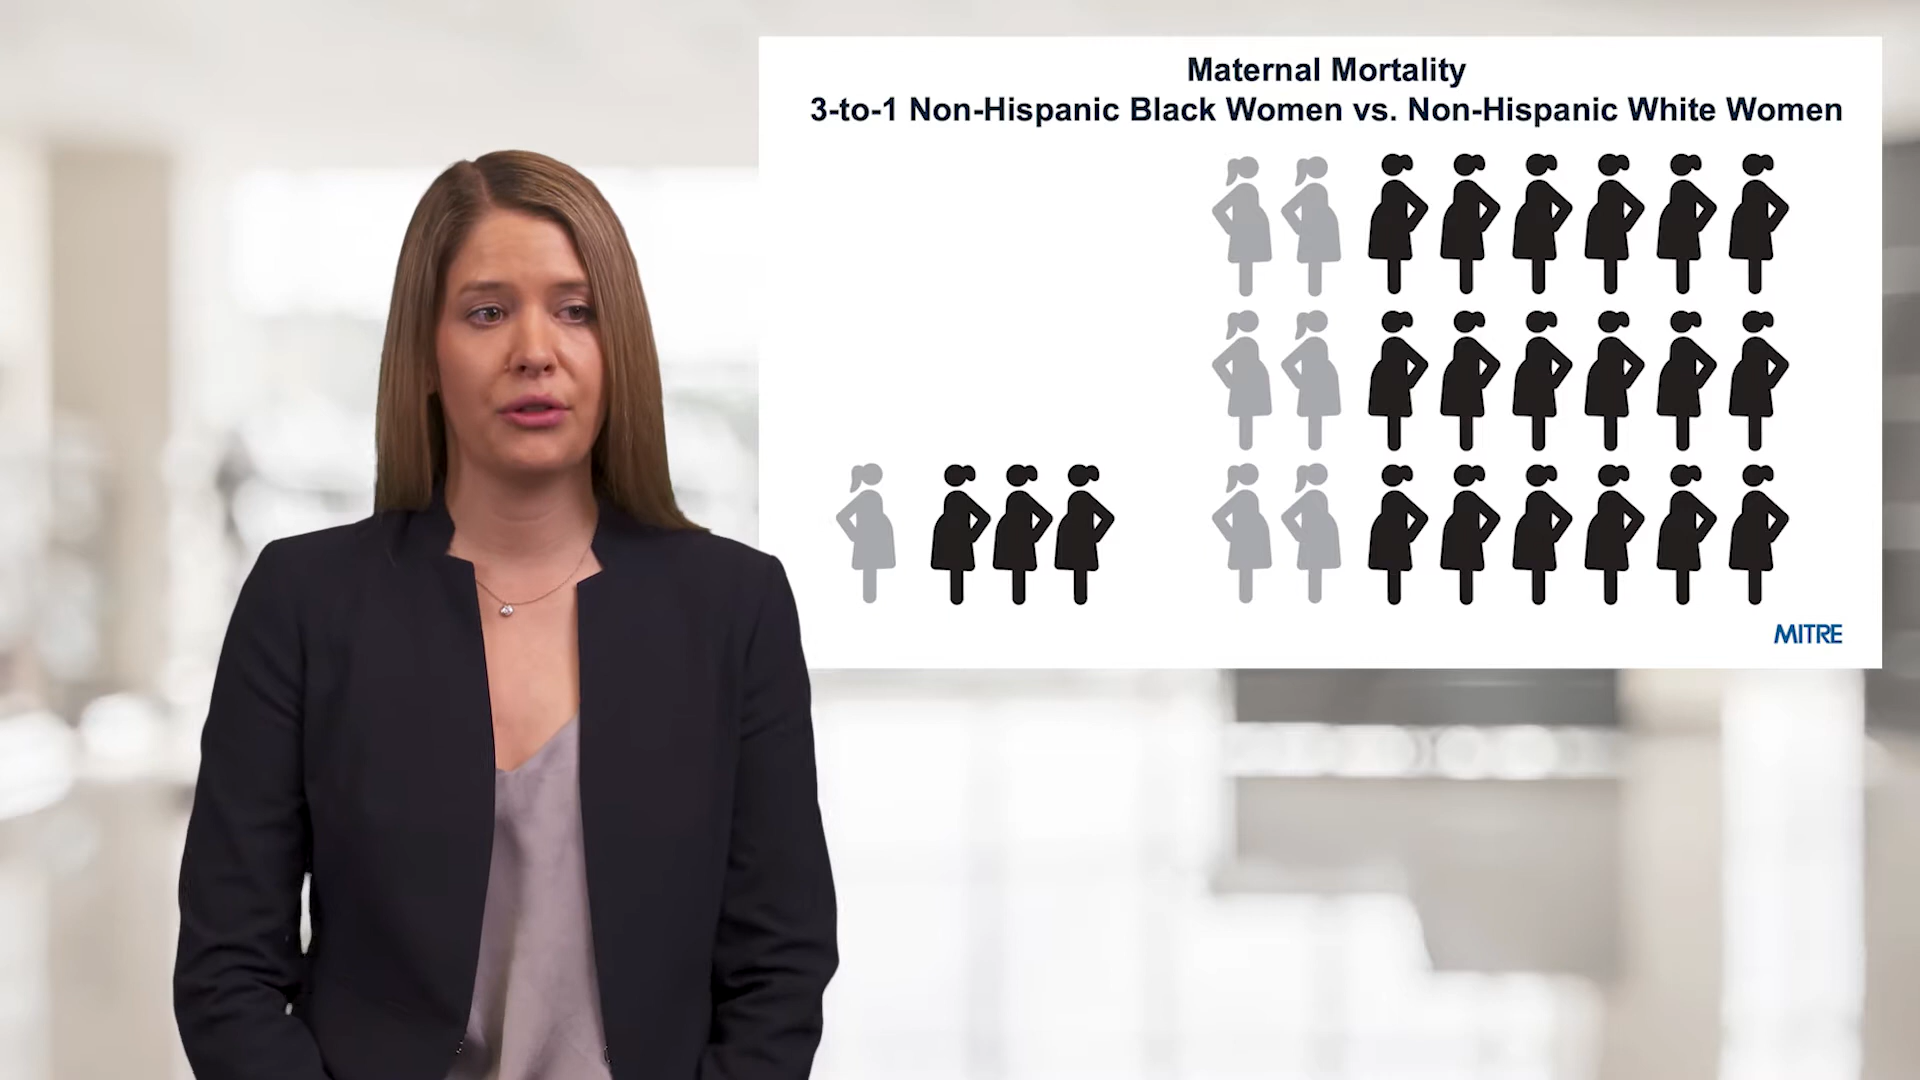 Maternal Mortality
3-to-1 Non-Hispanic Black Women vs. Non-Hispanic White Women
MITRE